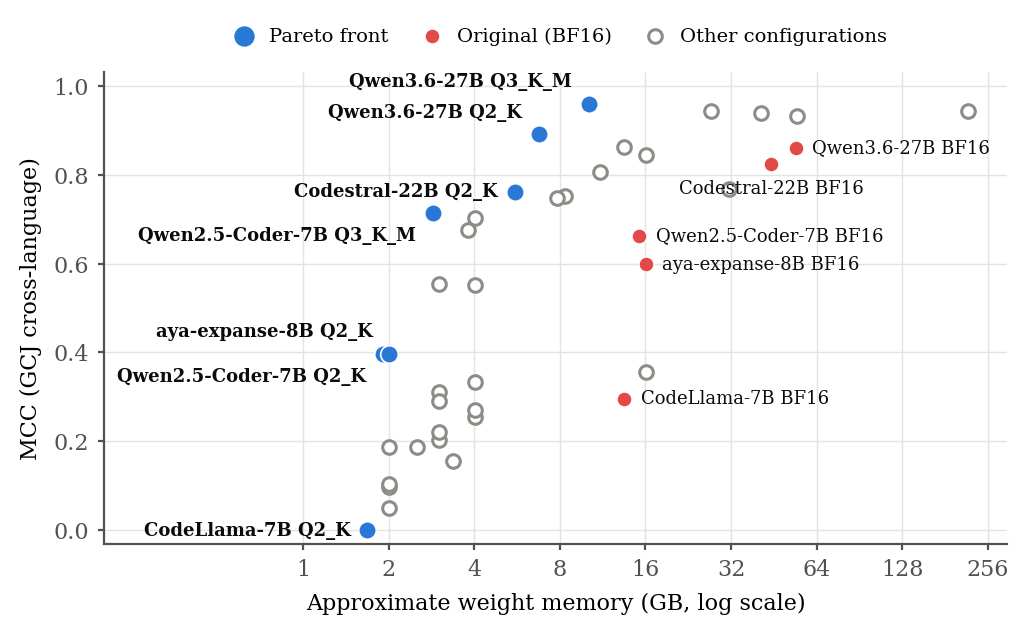 Pareto front Original (BF16) Other configurations
Qwen3.6-27B Q3_K_M
Qwen3.6-27B Q2_K
Codestral-22B Q2_K
Qwen2.5-Coder-7B Q3_K_M
aya-expanse-8B Q2_K
Qwen2.5-Coder-7B Q2_K
CodeLlama-7B Q2_K
Qwen3.6-27B BF16
Codestral-22B BF16
Qwen2.5-Coder-7B BF16
aya-expanse-8B BF16
CodeLlama-7B BF16
MCC (GCJ cross-language)
1.0
0.8
0.6
0.4
0.2
0.0
1 2 4 8 16 32 64 128 256
Approximate weight memory (GB, log scale)